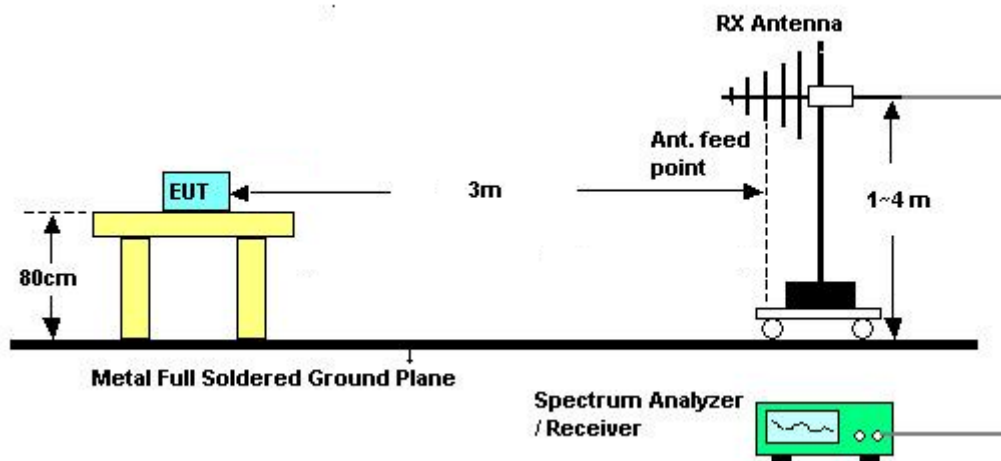 RX Antenna
Ant. feed
point
EUT
3m
1~4 m
80cm
Metal Full Soldered Ground Plane
Spectrum Analyzer
/ Receiver